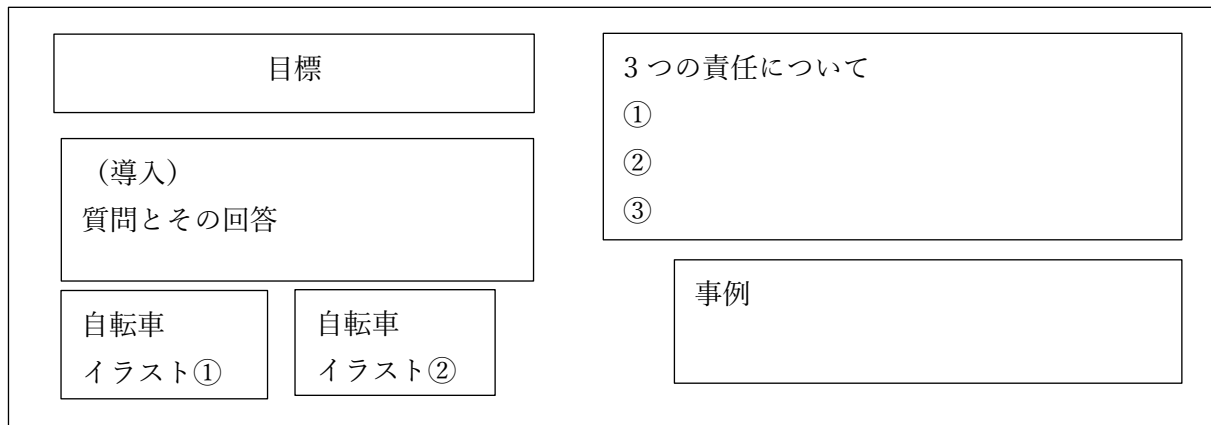 目標
（導入）
質問とその回答
自転車
イラスト①
自転車
イラスト②
3つの責任について
①
②
③
事例